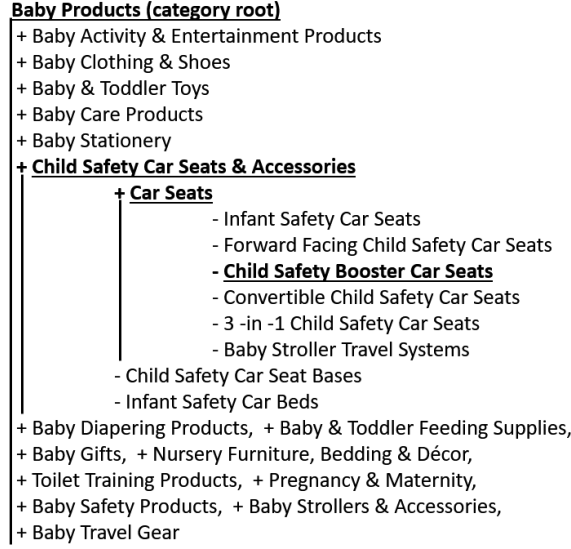 Baby Products (category root)
+ Baby Activity & Entertainment Products
+ Baby Clothing & Shoes
+ Baby & Toddler Toys
+ Baby Care Products
+ Baby Stationery
+ Child Safety Car Seats & Accessories
+ Car Seats
- Infant Safety Car Seats
- Forward Facing Child Safety Car Seats
- Child Safety Booster Car Seats
- Convertible Child Safety Car Seats
- 3 -in -1 Child Safety Car Seats
- Baby Stroller Travel Systems
- Child Safety Car Seat Bases
- Infant Safety Car Beds
+ Baby Diapering Products, + Baby & Toddler Feeding Supplies,
+ Baby Gifts, + Nursery Furniture, Bedding & Décor,
+ Toilet Training Products, + Pregnancy & Maternity,
+ Baby Safety Products, + Baby Strollers & Accessories,
+ Baby Travel Gear